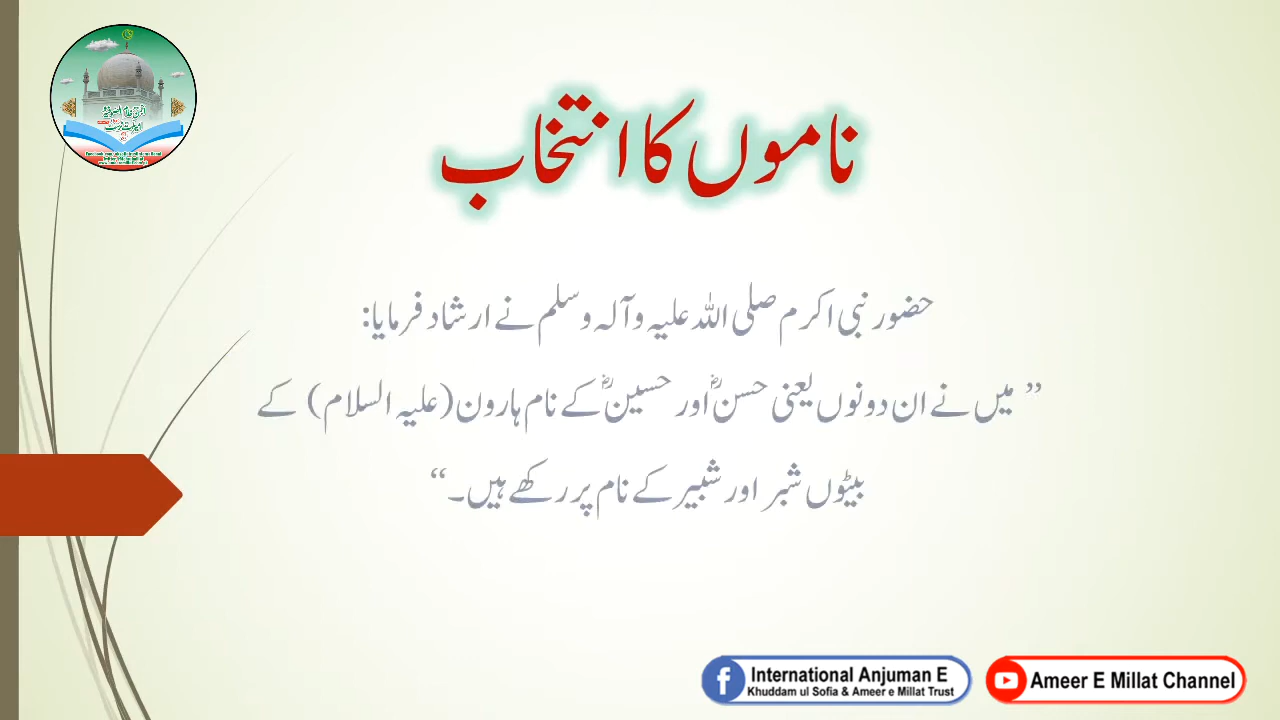 ناموں کا انتخاب
حضور نبی اکرم صلی اللہ علیہ وآلہ وسلم نے ارشاد فرمایا:
” میں نے ان دونوں یعنی حسنؓ اور حسینؓ کے نام ہارون (علیہ السلام) کے
بیٹوں شبر اور شبیر کے نام پر رکھے ہیں۔“
International Anjuman E
Khuddam ul Sofia & Ameer e Millat Trust
Ameer E Millat Channel